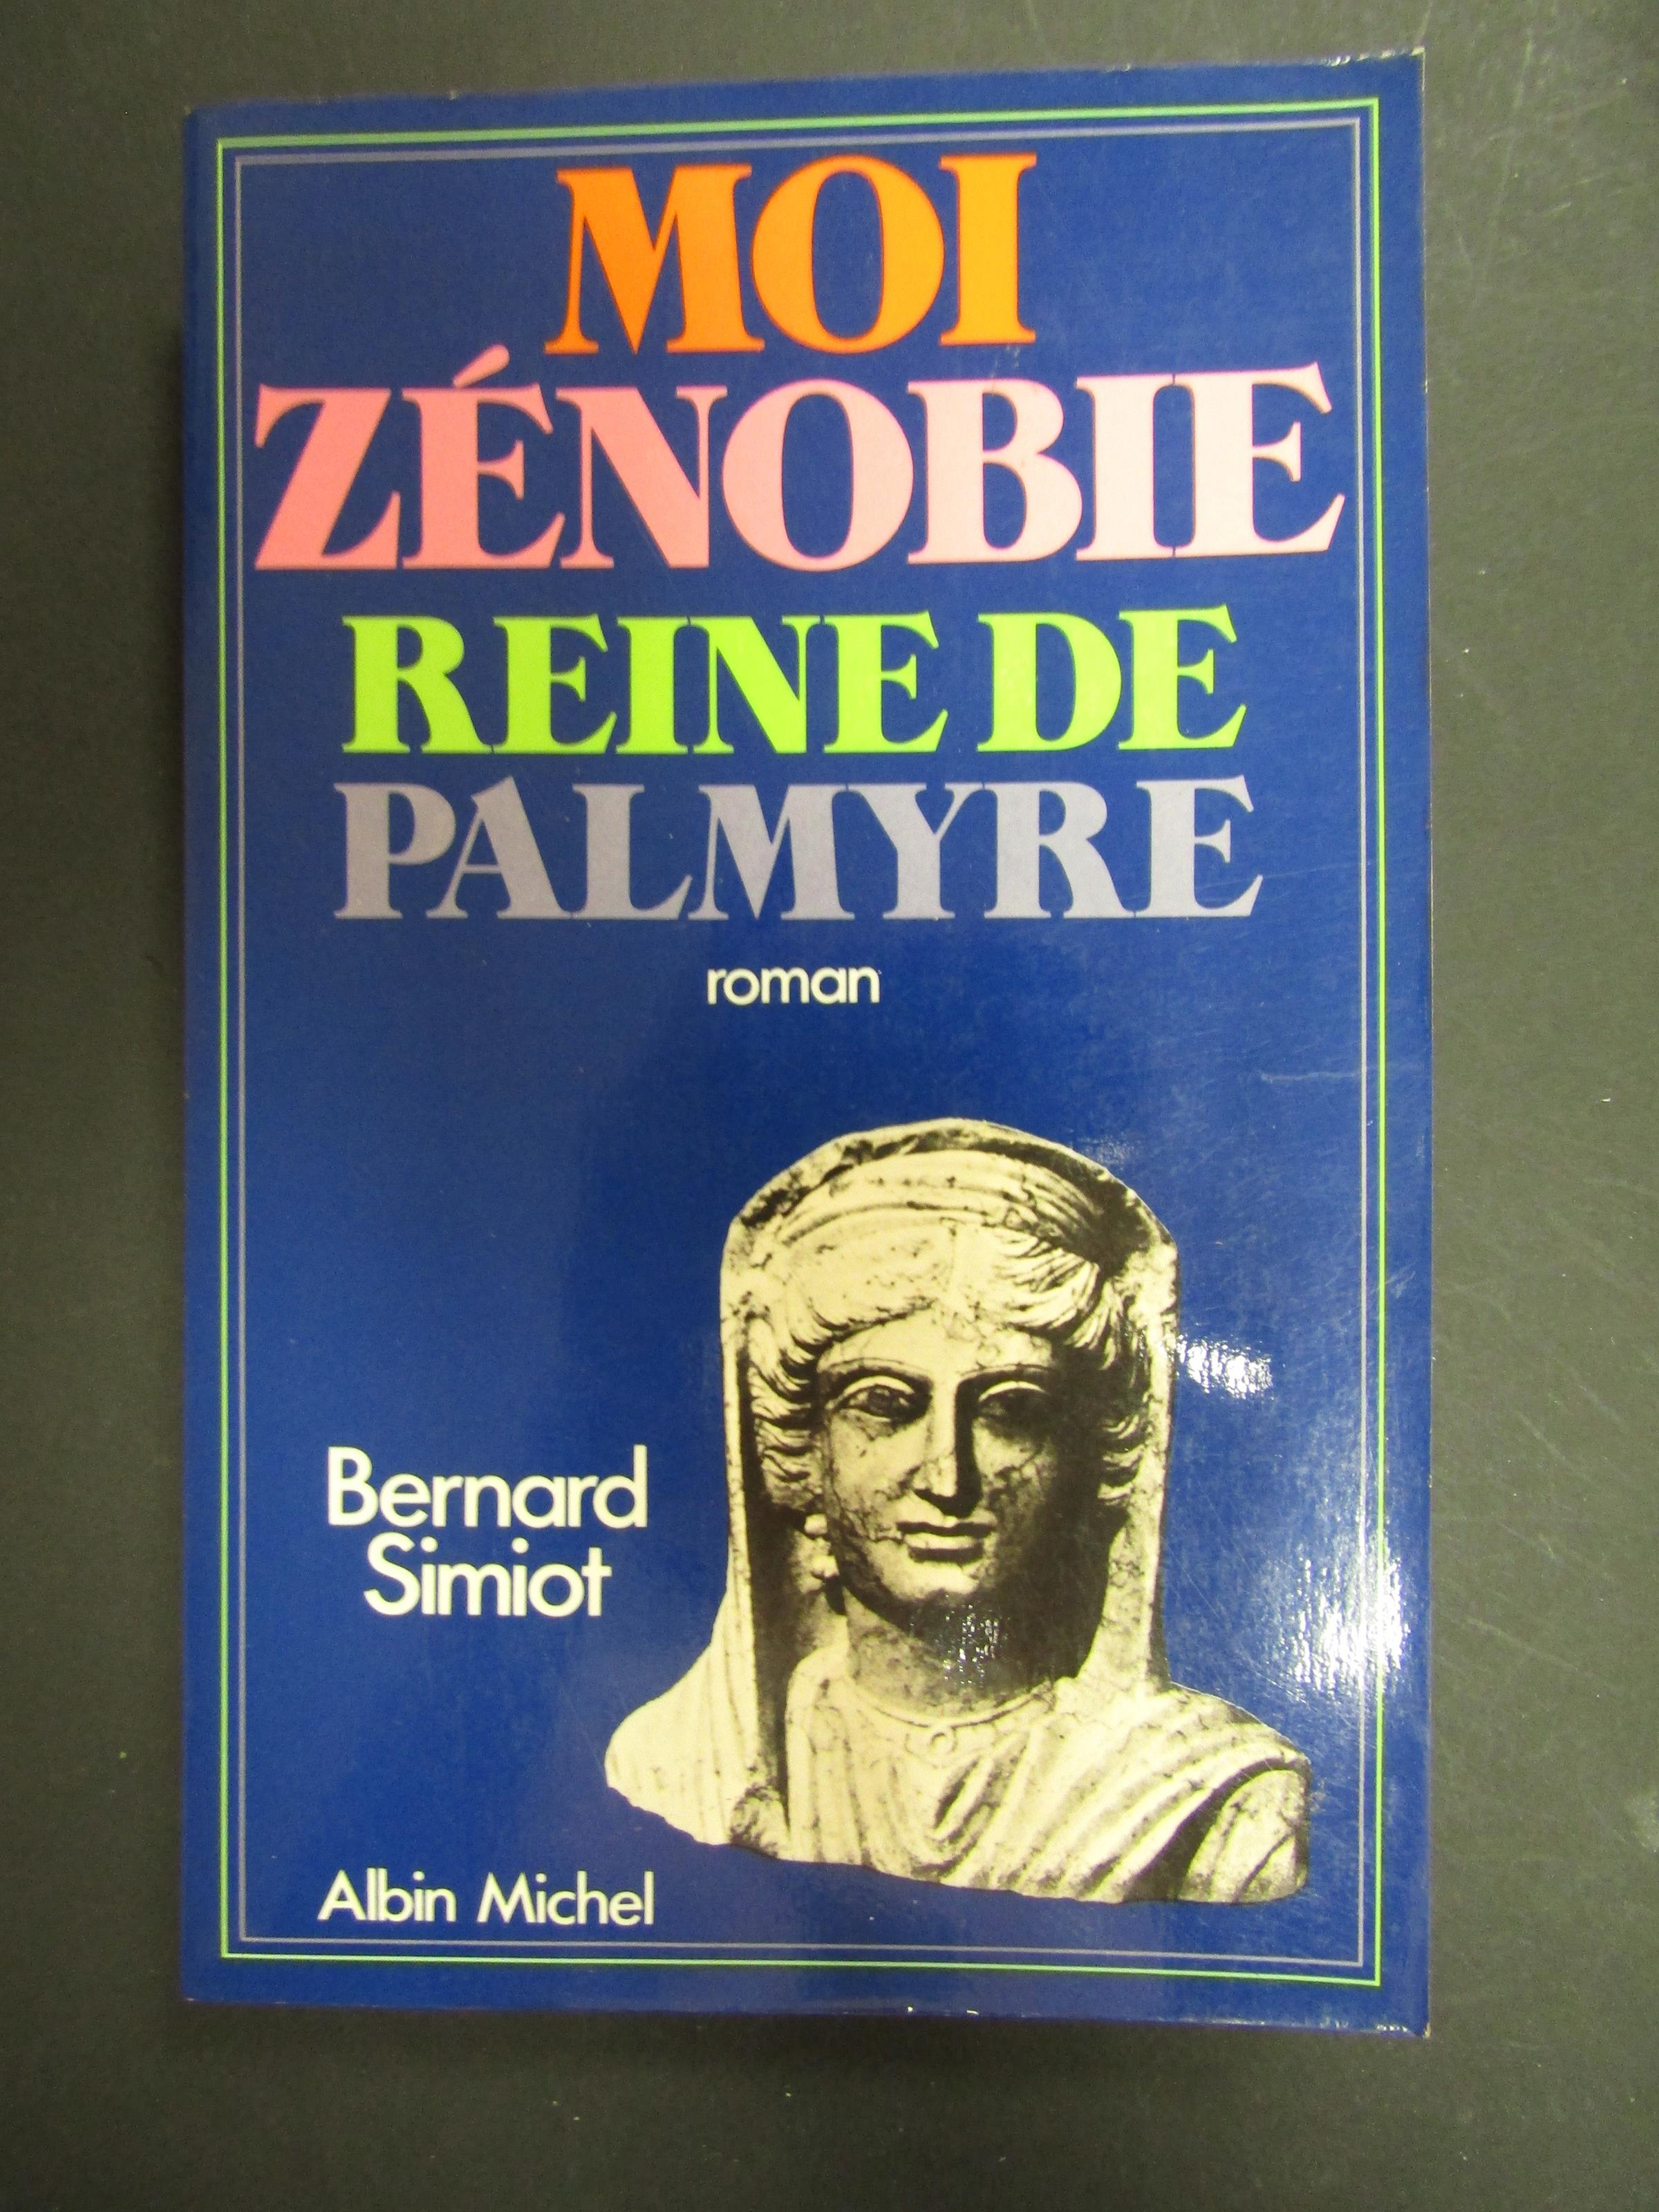 MOI
ZÉNOBIE
REINE DE
PALMYRE
roman
Bernard
Simiot
Albin Michel